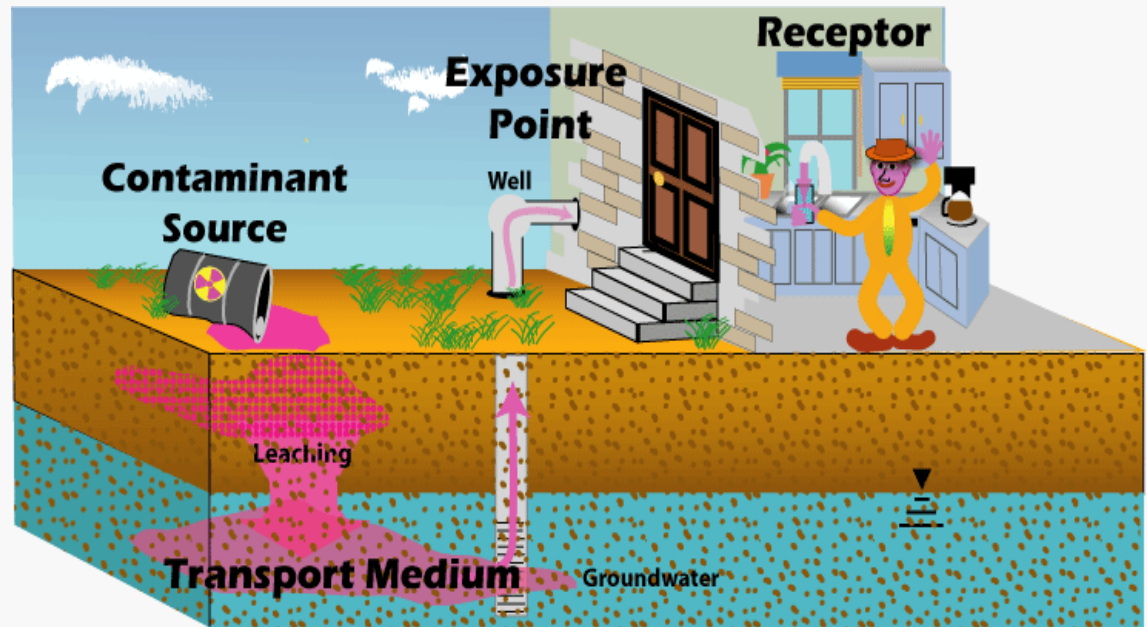 Receptor
Exposure
Point
Well
Contaminant
Source
Leaching
Transport Medium
Groundwater